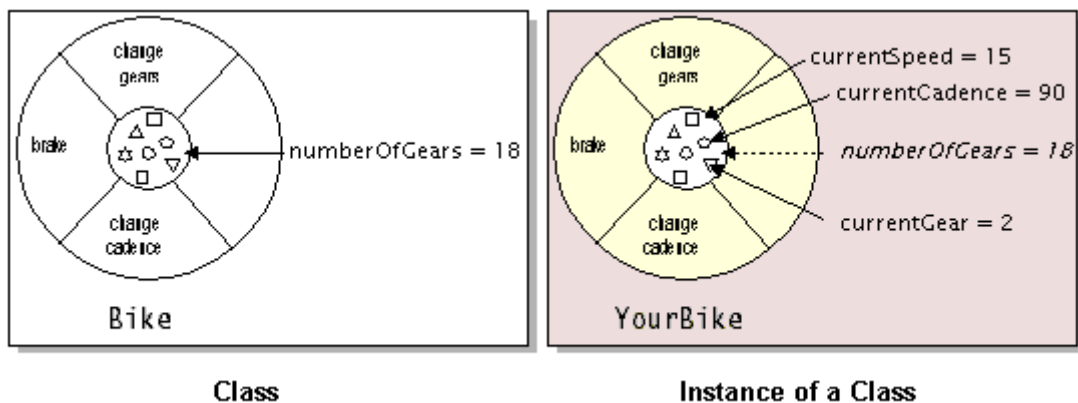 change
gears
brake
numberOfGears = 18
change
cadence
Bike
Class
change
gears
currentSpeed = 15
currentCadence = 90
brake
numberOfGears = 18
currentGear = 2
change
cadence
YourBike
Instance of a Class